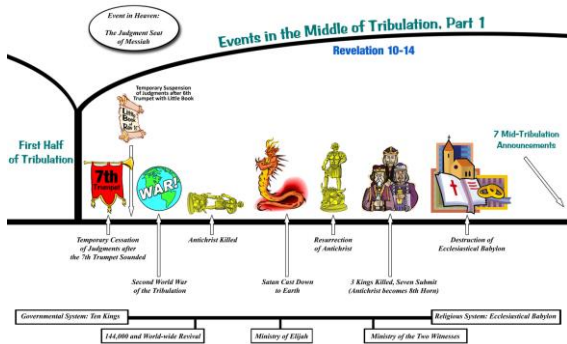 Event in Heaven:
The Judgment Seat
of Messiah
Events in the Middle of Tribulation, Part 1
Revelation 10-14
Temporary Suspension
of Judgments after 6th
Trumpet with Little Book
Little
Book
of
Rev 10
First Half
of Tribulation
7 Mid-Tribulation
Announcements
7th
Trumpet
WAR!
Temporary Cessation
of Judgments after
the 7th Trumpet Sounded
Antichrist Killed
Resurrection
of Antichrist
Destruction of
Ecclesiastical Babylon
Second World War
of the Tribulation
Satan Cast Down
to Earth
3 Kings Killed, Seven Submit
(Antichrist becomes 8th Horn)
Governmental System: Ten Kings
Religious System: Ecclesiastical Babylon
144,000 and World-wide Revival
Ministry of Elijah
Ministry of the Two Witnesses